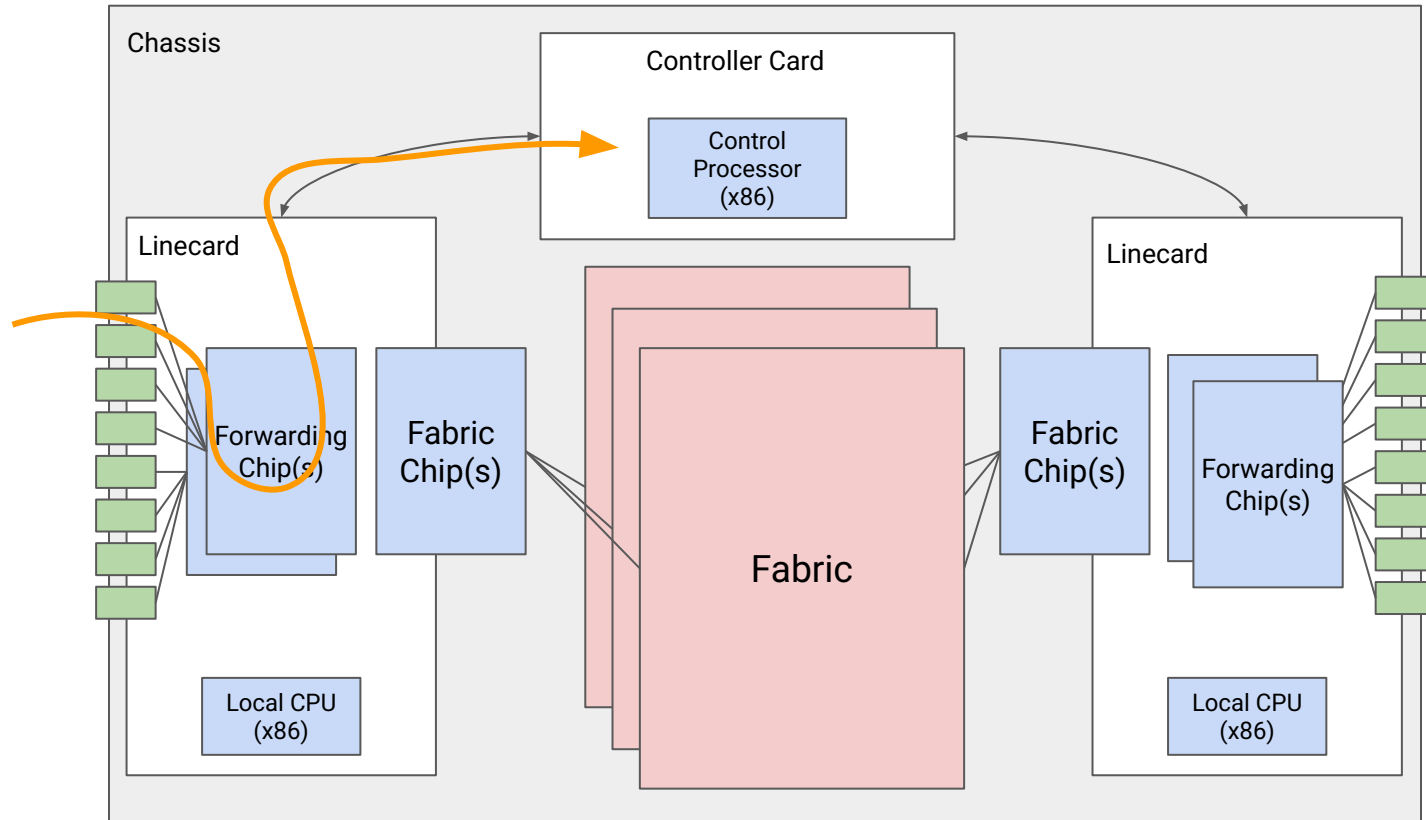 Chassis
Controller Card
Control
Processor
(x86)
Linecard
Linecard
Forwarding
Chip(s)
Fabric
Chip(s)
Fabric
Fabric
Chip(s)
Forwarding
Chip(s)
Local CPU
(x86)
Local CPU
(x86)